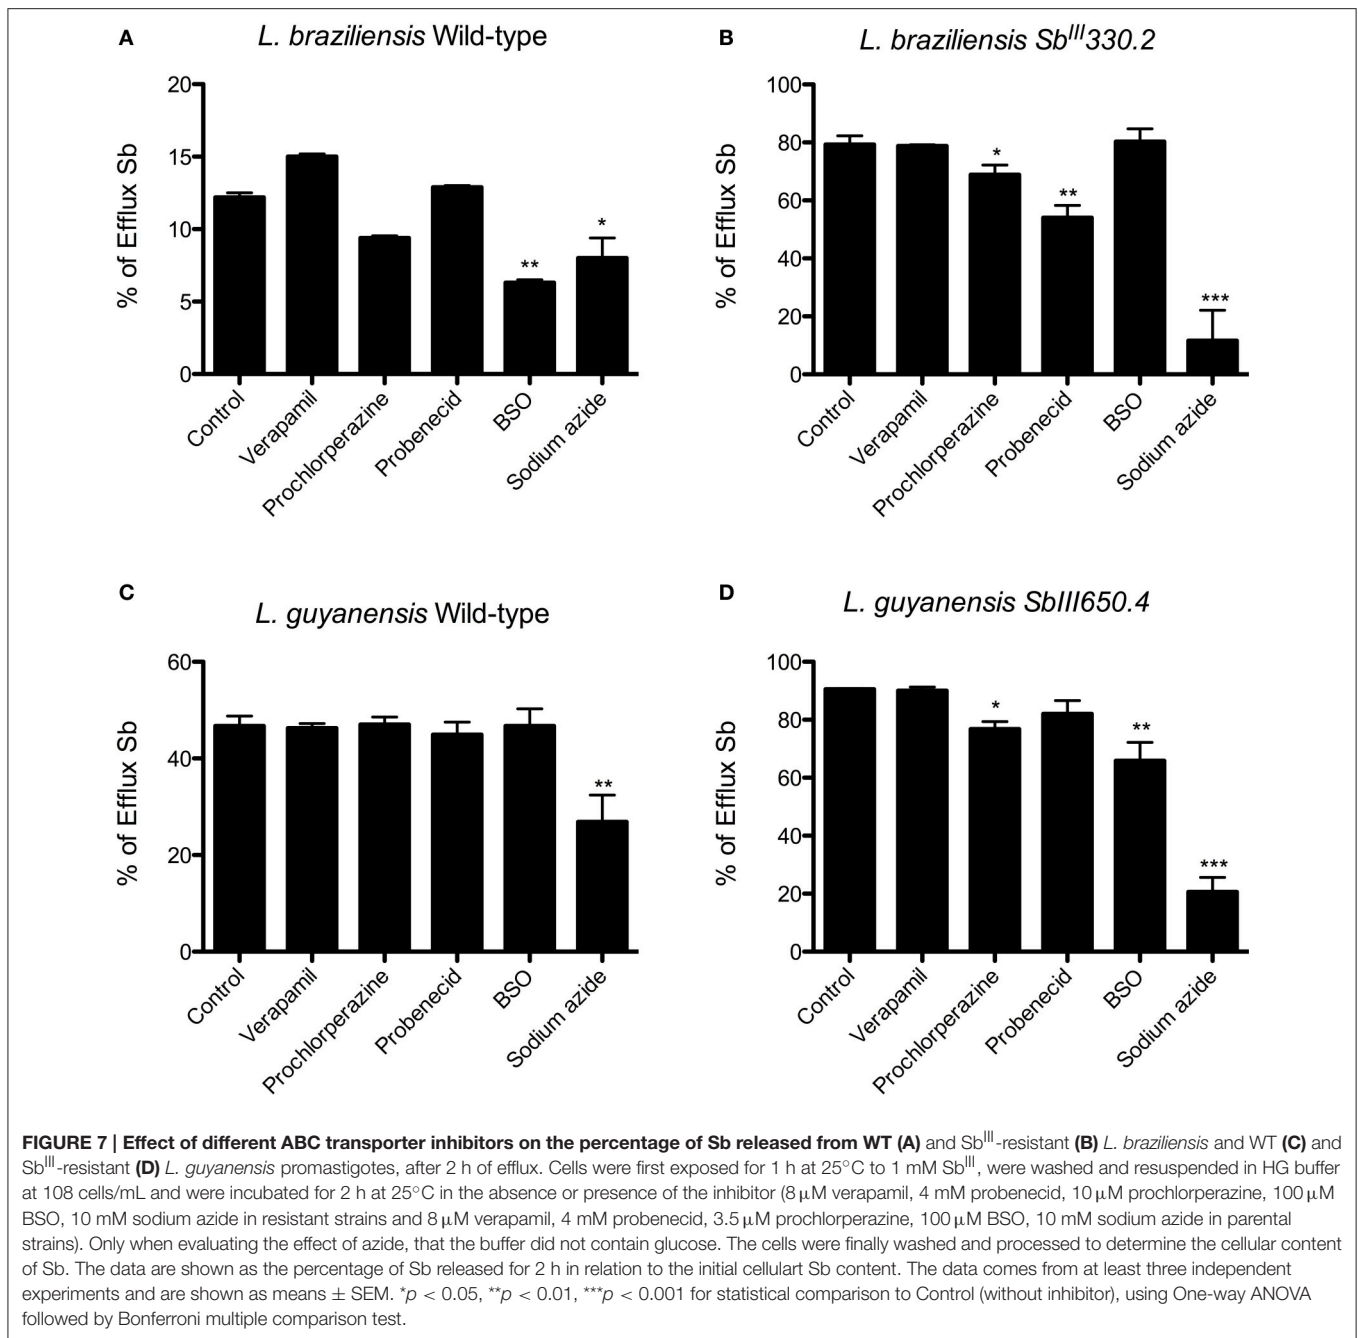 A
L. braziliensis Wild-type
20
15
10
5
0
% of Efflux Sb
**
*
Control
Verapamil
Prochlorperazine
Probenecid
BSO
Sodium azide
B
L. braziliensis Sb^III330.2
100
80
60
40
20
0
% of Efflux Sb
*
**
***
Control
Verapamil
Prochlorperazine
Probenecid
BSO
Sodium azide
C
L. guyanensis Wild-type
60
40
20
0
% of Efflux Sb
**
Control
Verapamil
Prochlorperazine
Probenecid
BSO
Sodium azide
D
L. guyanensis SbIII650.4
100
80
60
40
20
0
% of Efflux Sb
*
**
***
Control
Verapamil
Prochlorperazine
Probenecid
BSO
Sodium azide
FIGURE 7 | Effect of different ABC transporter inhibitors on the percentage of Sb released from WT (A) and Sb^III-resistant (B) L. braziliensis and WT (C) and
Sb^III-resistant (D) L. guyanensis promastigotes, after 2 h of efflux. Cells were first exposed for 1 h at 25°C to 1 mM Sb^III, were washed and resuspended in HG buffer
at 108 cells/mL and were incubated for 2 h at 25°C in the absence or presence of the inhibitor (8 μM verapamil, 4 mM probenecid, 10 μM prochlorperazine, 100 μM
BSO, 10 mM sodium azide in resistant strains and 8 μM verapamil, 4 mM probenecid, 3.5 μM prochlorperazine, 100 μM BSO, 10 mM sodium azide in parental
strains). Only when evaluating the effect of azide, that the buffer did not contain glucose. The cells were finally washed and processed to determine the cellular content
of Sb. The data are shown as the percentage of Sb released for 2 h in relation to the initial cellulart Sb content. The data comes from at least three independent
experiments and are shown as means ± SEM. *p < 0.05, **p < 0.01, ***p < 0.001 for statistical comparison to Control (without inhibitor), using One-way ANOVA
followed by Bonferroni multiple comparison test.